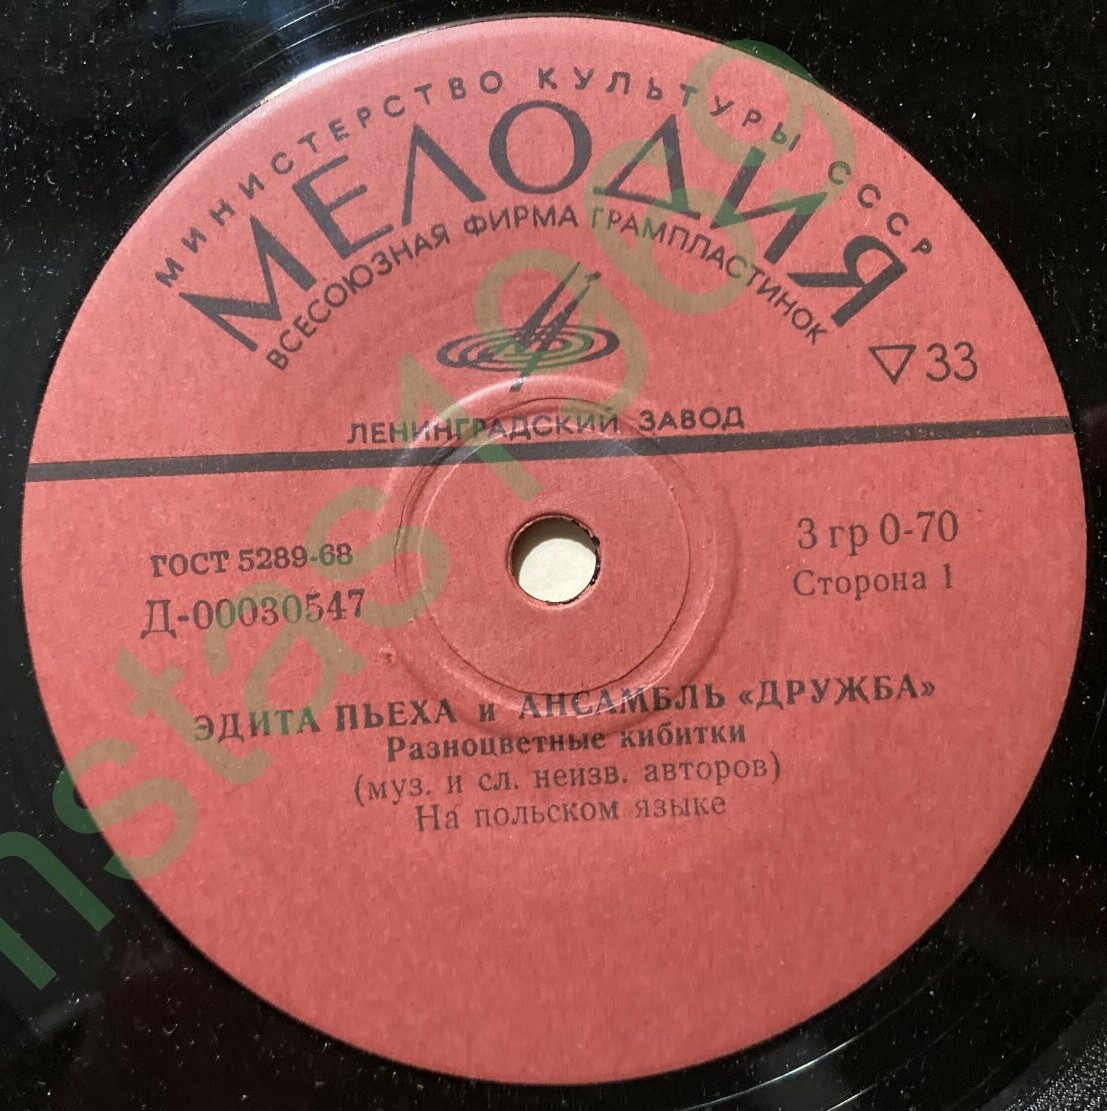 МИНИСТЕРСТВО КУЛЬТУРЫ СССР
МЕЛОДИЯ
ВСЕСОЮЗНАЯ ФИРМА ГРАМПЛАСТИНОК
▽33
ЛЕНИНГРАДСКИЙ ЗАВОД
ГОСТ 5289-68
Д-00030547
3 гр 0-70
Сторона 1
ЭДИТА ПЬЕХА и АНСАМБЛЬ «ДРУЖБА»
Разноцветные кибитки
(муз. и сл. неизв. авторов)
На польском языке
nstas1969